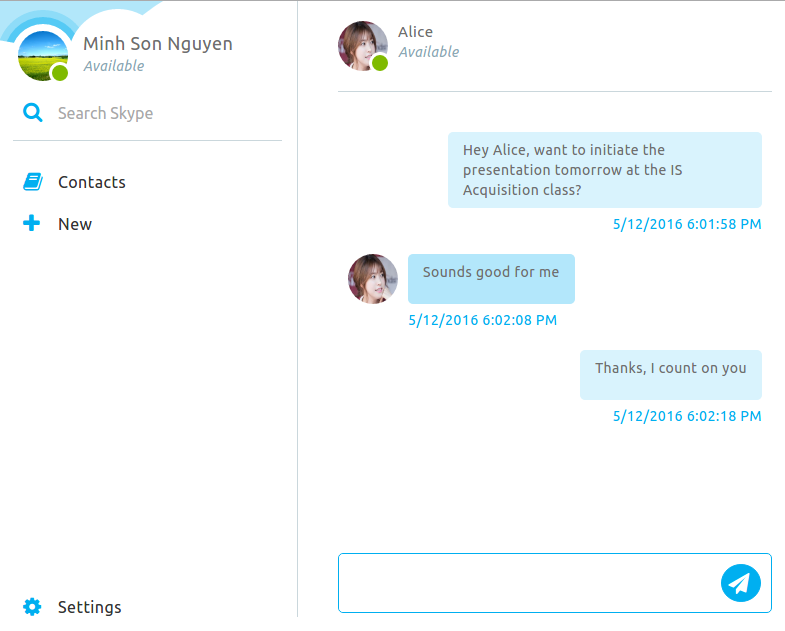 Minh Son Nguyen
Available
Search Skype
Contacts
New
Settings
Alice
Available
Hey Alice, want to initiate the
presentation tomorrow at the IS
Acquisition class?
5/12/2016 6:01:58 PM
Sounds good for me
5/12/2016 6:02:08 PM
Thanks, I count on you
5/12/2016 6:02:18 PM